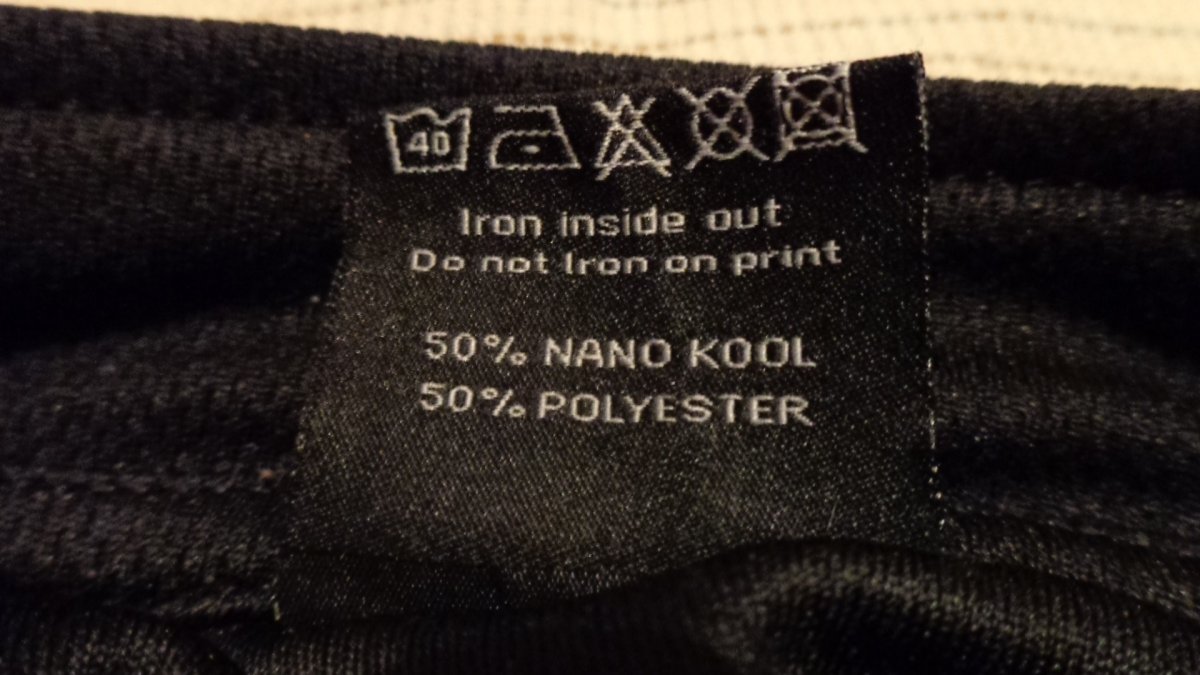 40
Iron inside out
Do not Iron on print
50% NANO KOOL
50% POLYESTER